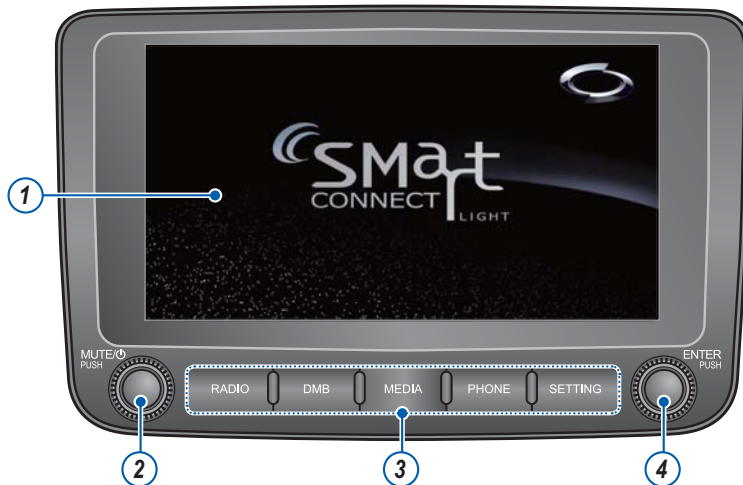 SMart
CONNECT
LIGHT
1
MUTE/⏻
PUSH
ENTER
PUSH
RADIO DMB MEDIA PHONE SETTING
2 3 4